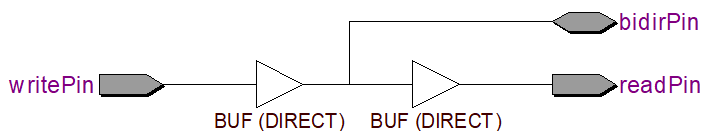 bidirPin
writePin
readPin
BUF (DIRECT) BUF (DIRECT)